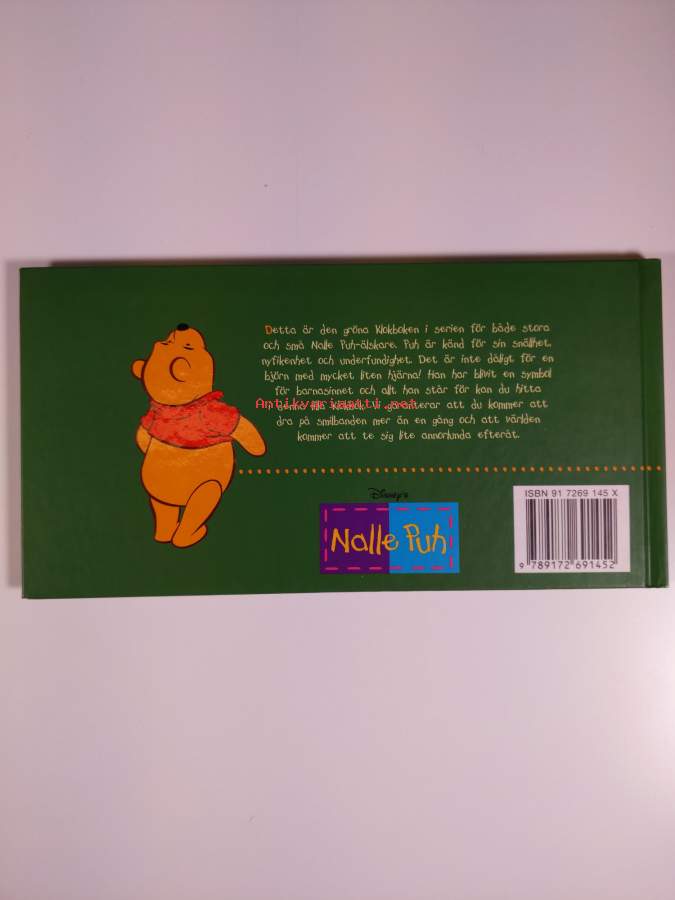 Detta är den gröna Klokboken i serien för både stora
och små Nalle Puh-älskare. Puh är känd för sin snällhet,
nyfikenhet och underfundighet. Det är inte dåligt för en
björn med mycket liten hjärna! Han har blivit en symbol
för barnasinnet och allt han står för kan du hitta
Antikvariaatti.net
i denna lilla Klokbok. Vi garanterar att du kommer att
dra på smilbanden mer än en gång och att världen
kommer att te sig lite annorlunda efteråt.
Disney's
Nalle Puh
ISBN 91 7269 145 X
9 789172 691452